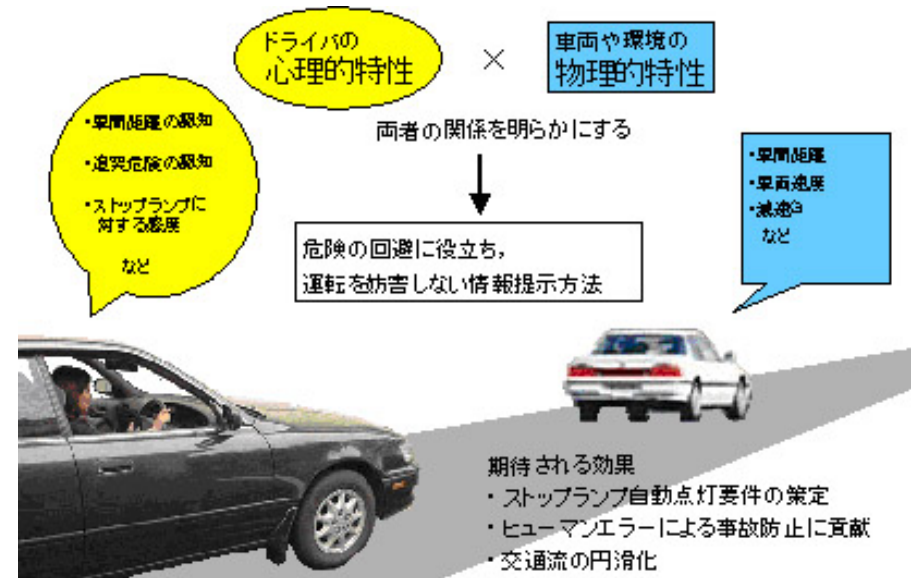 ドライバの
心理的特性
×
車両や環境の
物理的特性
両者の関係を明らかにする
・車間距離の認知
・追突危険の認知
・ストップランプに
対する感度
など
・車間距離
・車両速度
など
危険の回避に役立ち，
運転を妨害しない情報提示方法
期待される効果
・ストップランプ自動点灯要件の策定
・ヒューマンエラーによる事故防止に貢献
・交通流の円滑化